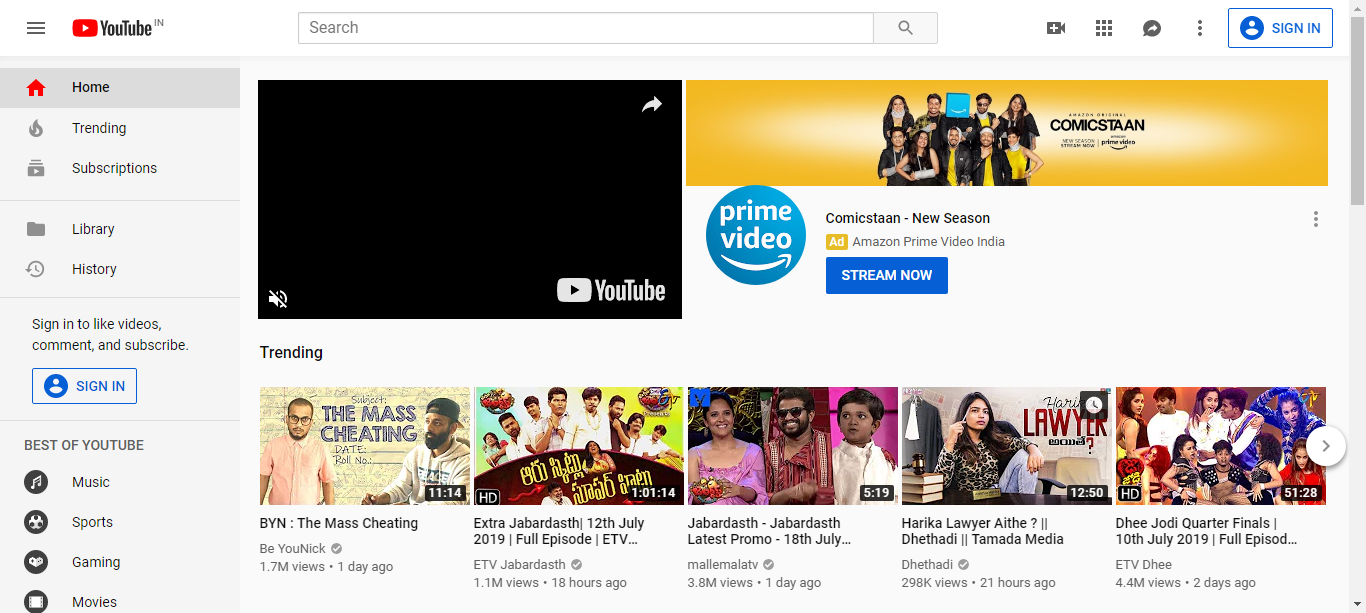 YouTube IN
Search
SIGN IN
Home
Trending
Subscriptions
Library
History
Sign in to like videos,
comment, and subscribe.
SIGN IN
BEST OF YOUTUBE
Music
Sports
Gaming
Movies
YouTube
AMAZON ORIGINAL
COMICSTAAN
NEW SEASON
STREAM NOW
amazon
prime video
prime
video
Comicstaan - New Season
Ad Amazon Prime Video India
STREAM NOW
Trending
Subject:
THE MASS
CHEATING
DATE:
Roll No.:
11:14
BYN : The Mass Cheating
Be YouNick
1.7M views • 1 day ago
ఆరు స్కిట్లూ
సూపర్ హిట్లూ
HD
1:01:14
Extra Jabardasth| 12th July
2019 | Full Episode | ETV…
ETV Jabardasth
1.1M views • 18 hours ago
5:19
Jabardasth - Jabardasth
Latest Promo - 18th July…
mallemalatv
3.8M views • 1 day ago
Harika
LAWYER
అయితే?
12:50
Harika Lawyer Aithe ? ||
Dhethadi || Tamada Media
Dhethadi
298K views • 21 hours ago
HD
51:28
Dhee Jodi Quarter Finals |
10th July 2019 | Full Episod…
ETV Dhee
4.4M views • 2 days ago